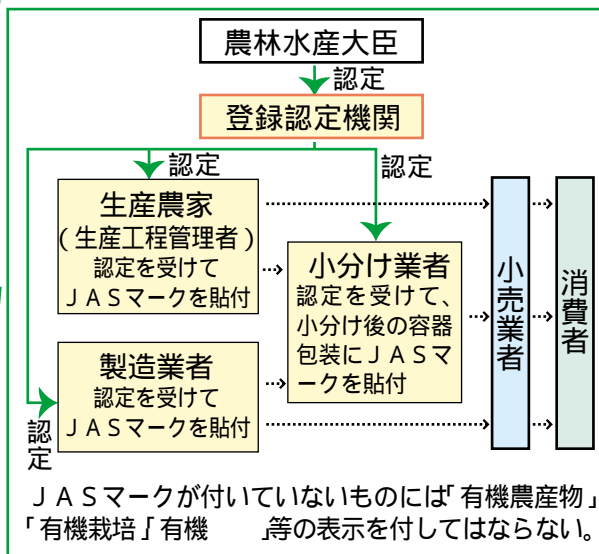 農林水産大臣
認定
登録認定機関
認定
認定
生産農家
(生産工程管理者)
認定を受けて
JASマークを貼付
小分け業者
認定を受けて、
小分け後の容器
包装にJASマ
ークを貼付
製造業者
認定を受けて
JASマークを貼付
認定
小売業者
消費者
JASマークが付いていないものには「有機農産物」
「有機栽培」「有機　　」等の表示を付してはならない。